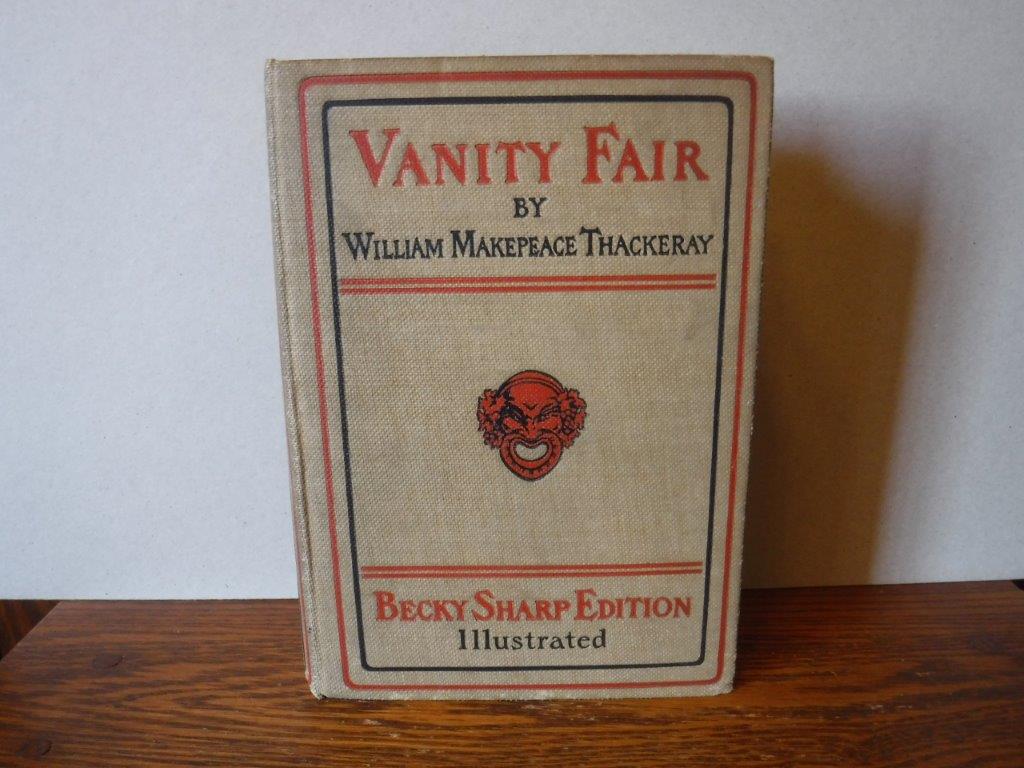 VANITY FAIR
BY
WILLIAM MAKEPEACE THACKERAY
BECKY SHARP EDITION
Illustrated